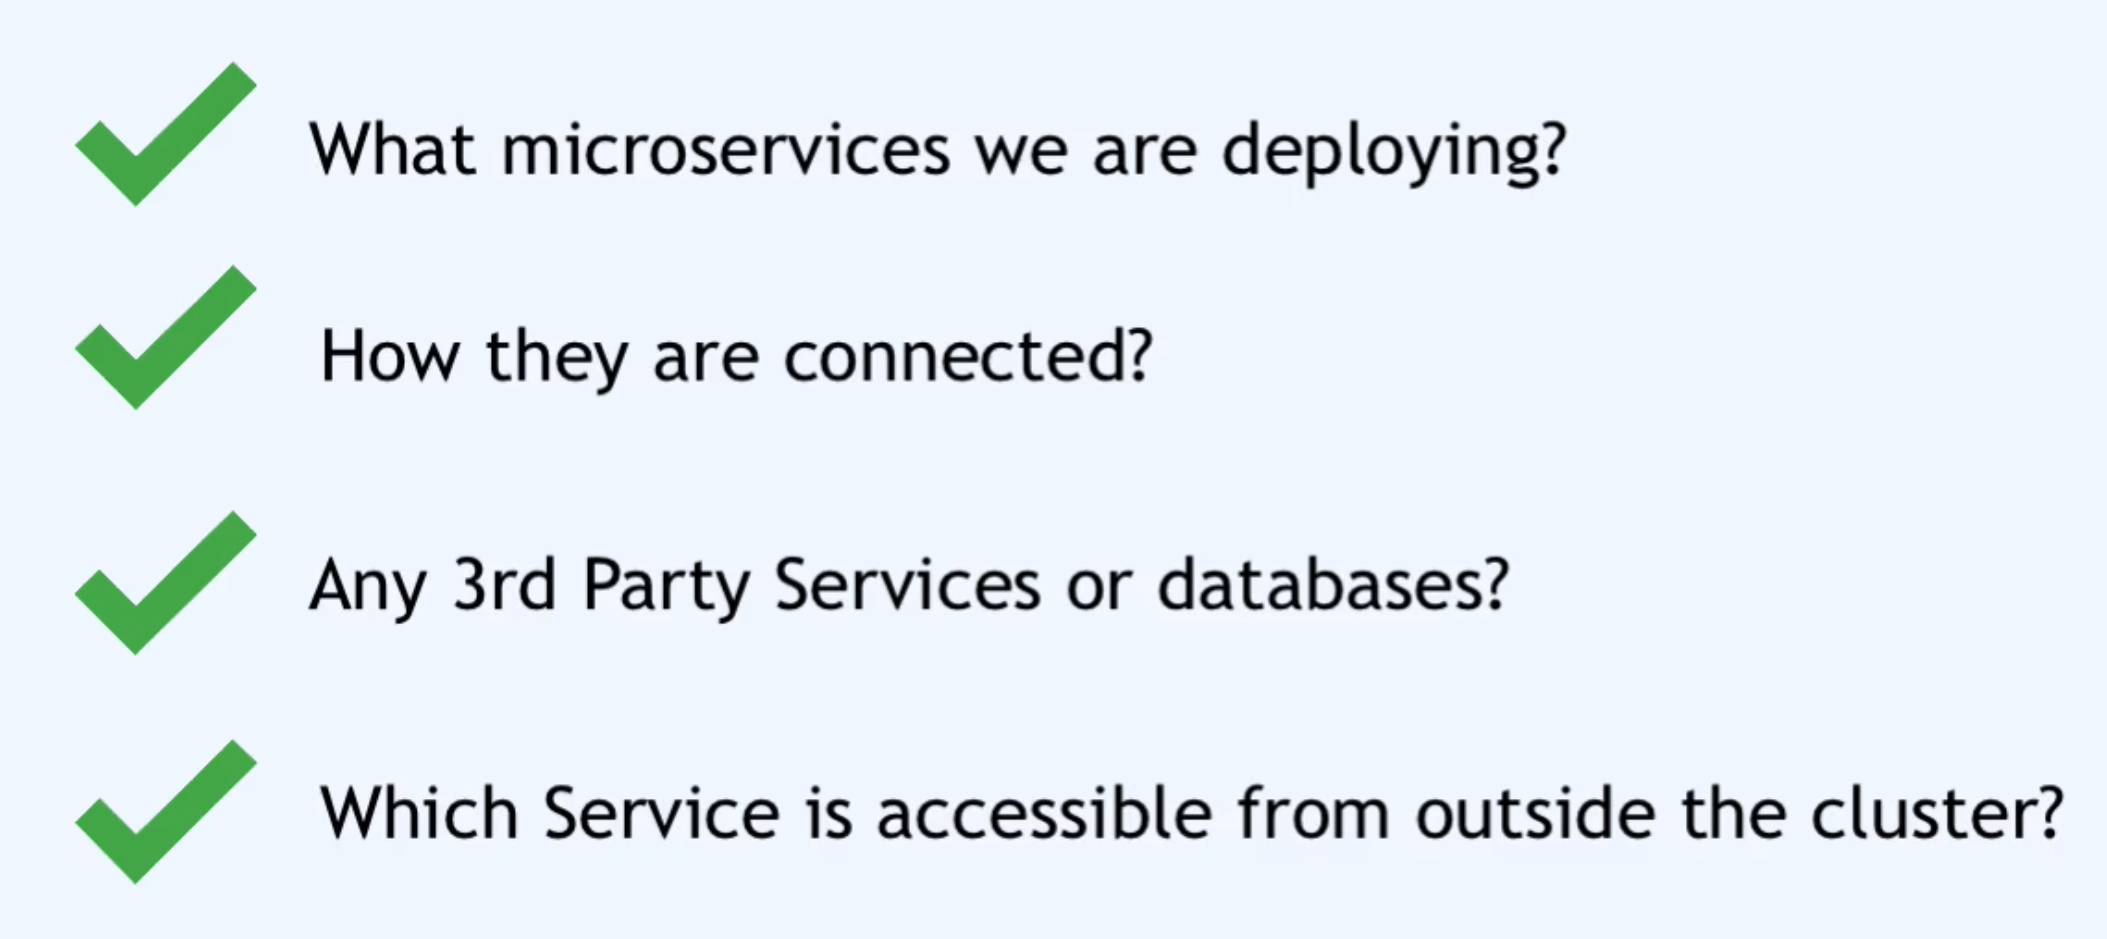 What microservices we are deploying?
How they are connected?
Any 3rd Party Services or databases?
Which Service is accessible from outside the cluster?